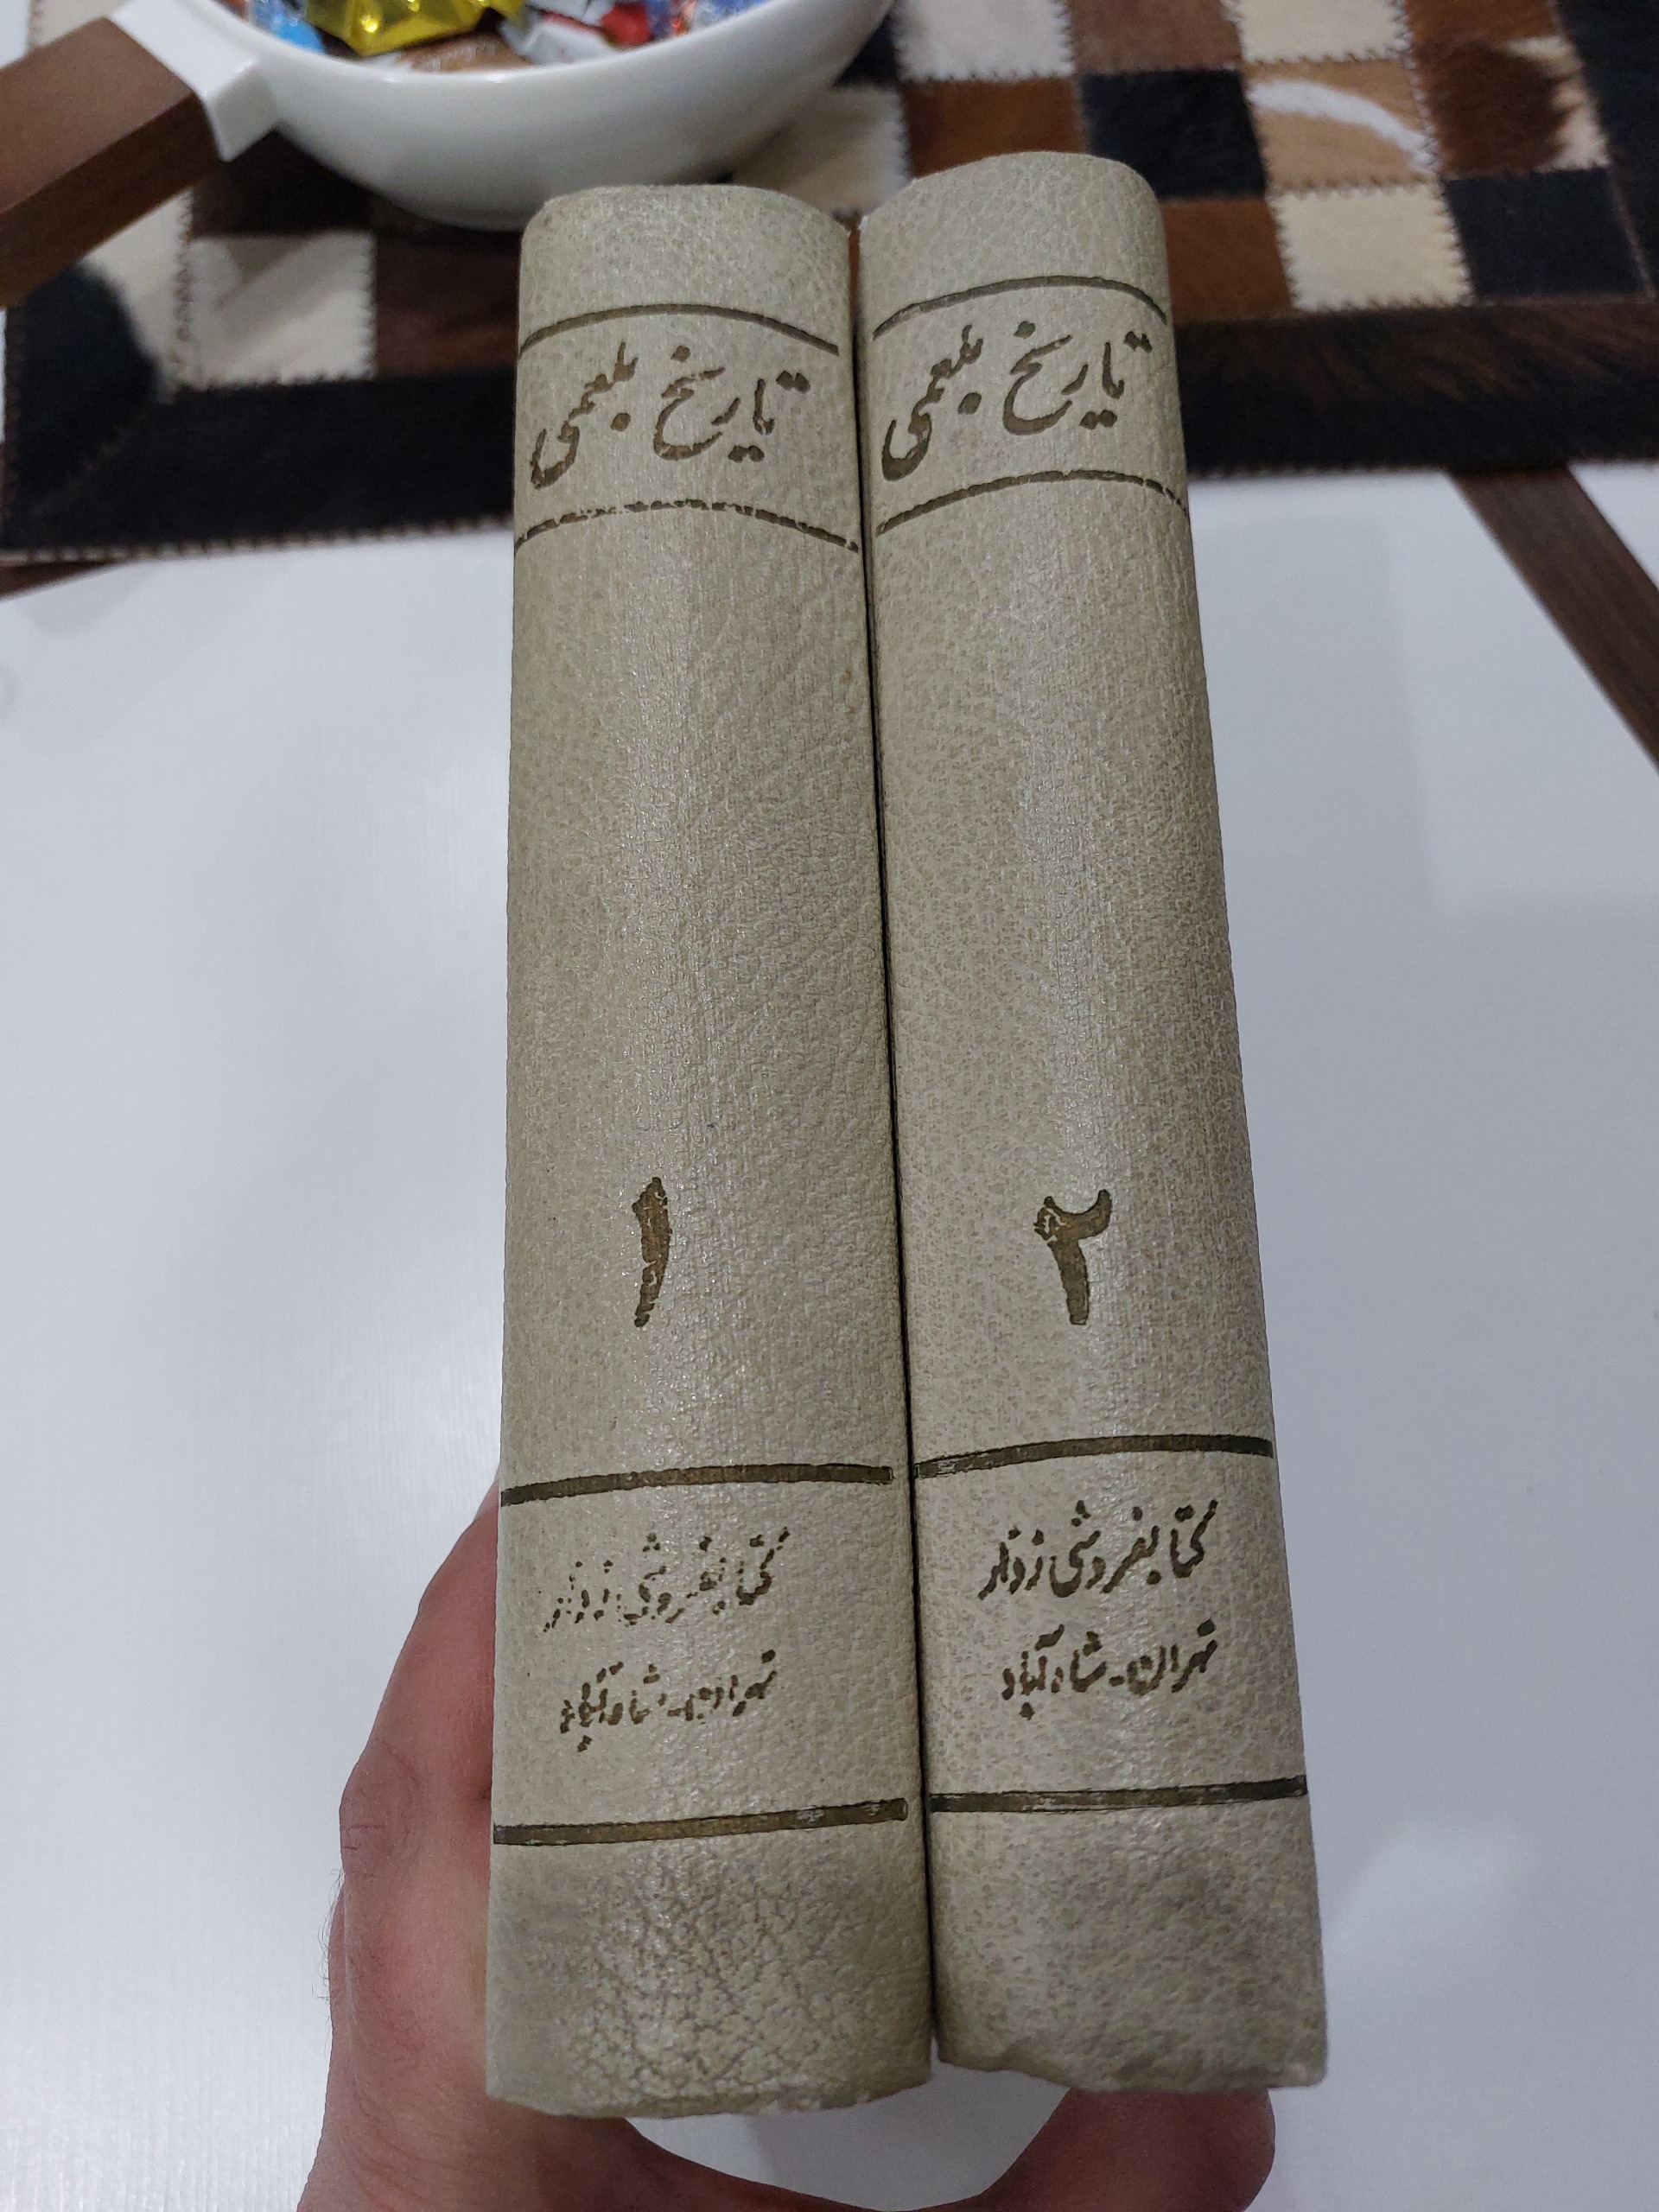 تاریخ بلعمی
۱
کتابفروشی زوار
تهران - شاه آباد
تاریخ بلعمی
۲
کتابفروشی زوار
تهران - شاه آباد